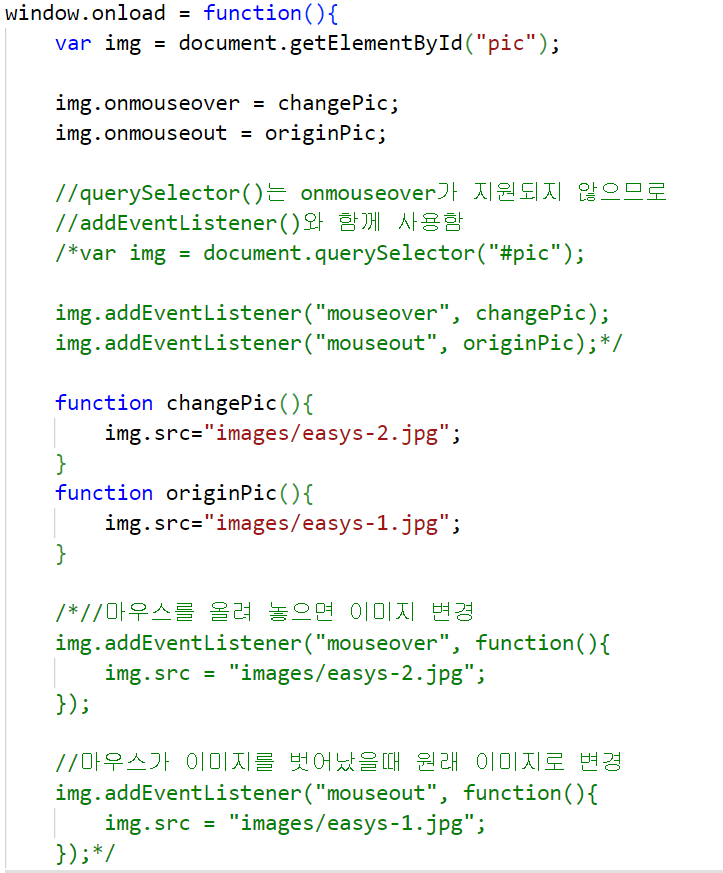 window.onload = function(){
    var img = document.getElementById("pic");

    img.onmouseover = changePic;
    img.onmouseout = originPic;

    //querySelector()는 onmouseover가 지원되지 않으므로
    //addEventListener()와 함께 사용함
    /*var img = document.querySelector("#pic");

    img.addEventListener("mouseover", changePic);
    img.addEventListener("mouseout", originPic);*/

    function changePic(){
        img.src="images/easys-2.jpg";
    }
    function originPic(){
        img.src="images/easys-1.jpg";
    }

    /*//마우스를 올려 놓으면 이미지 변경
    img.addEventListener("mouseover", function(){
        img.src = "images/easys-2.jpg";
    });

    //마우스가 이미지를 벗어났을때 원래 이미지로 변경
    img.addEventListener("mouseout", function(){
        img.src = "images/easys-1.jpg";
    });*/